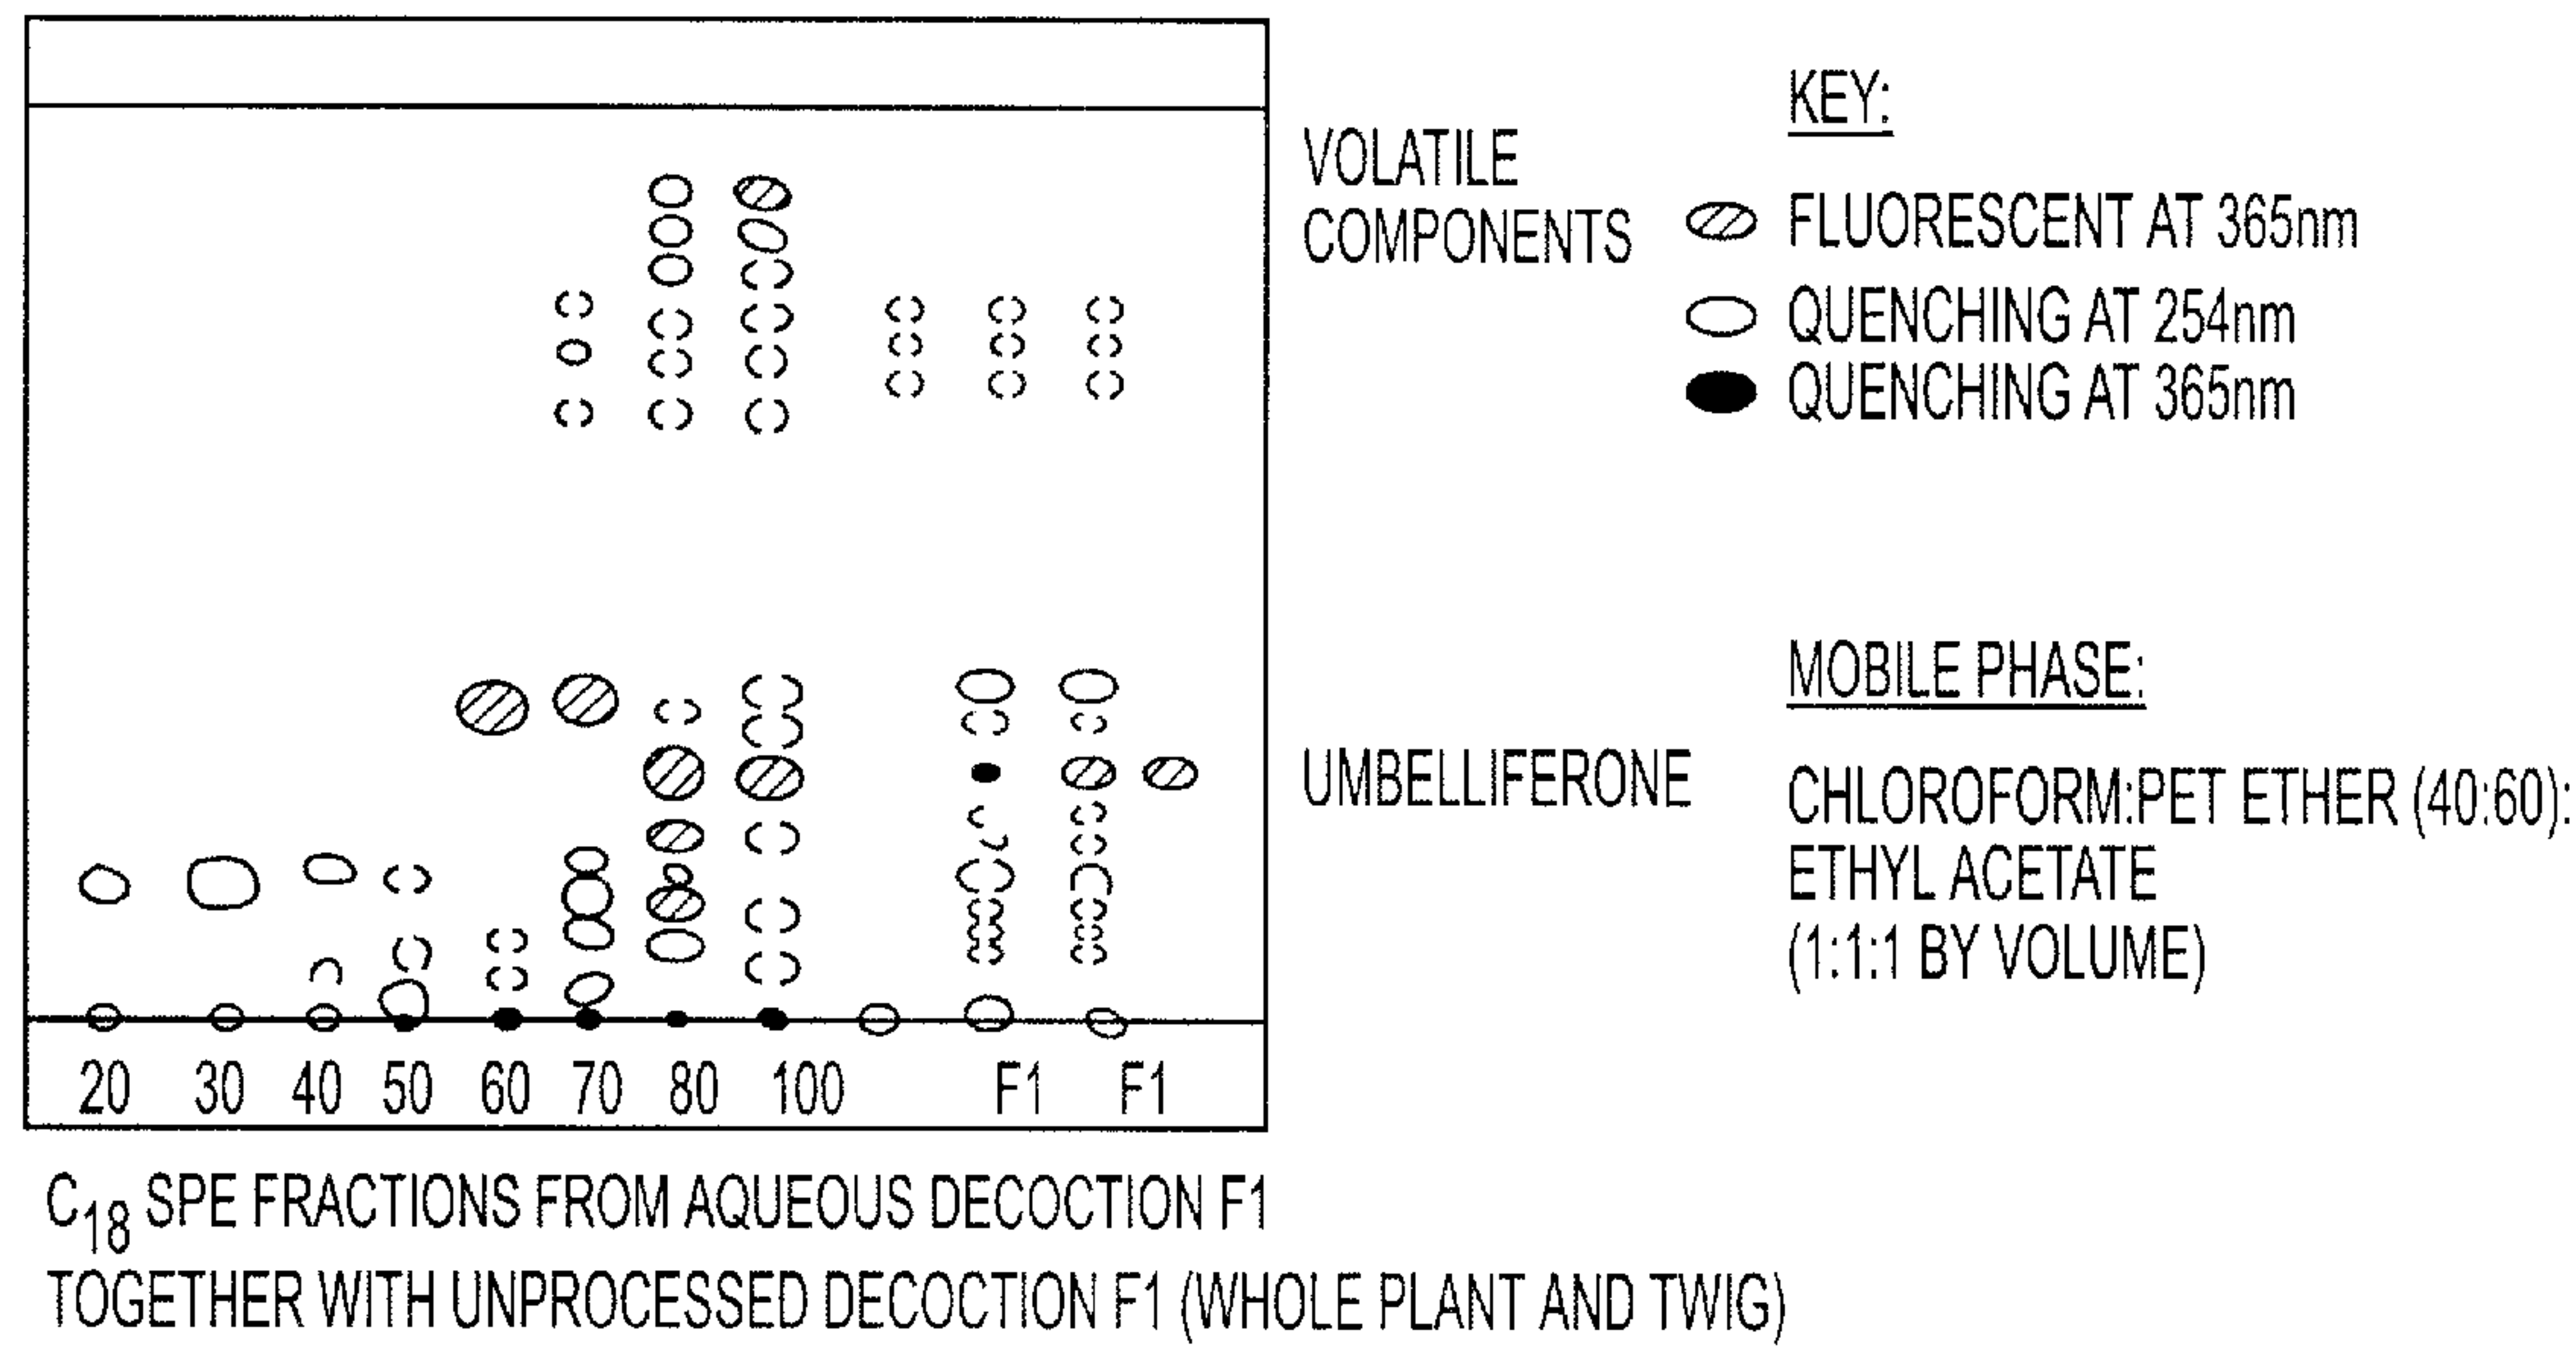 VOLATILE
COMPONENTS
UMBELLIFERONE
KEY:
FLUORESCENT AT 365nm
QUENCHING AT 254nm
QUENCHING AT 365nm
MOBILE PHASE:
CHLOROFORM:PET ETHER (40:60):
ETHYL ACETATE
(1:1:1 BY VOLUME)
20 30 40 50 60 70 80 100 F1 F1
C18 SPE FRACTIONS FROM AQUEOUS DECOCTION F1
TOGETHER WITH UNPROCESSED DECOCTION F1 (WHOLE PLANT AND TWIG)